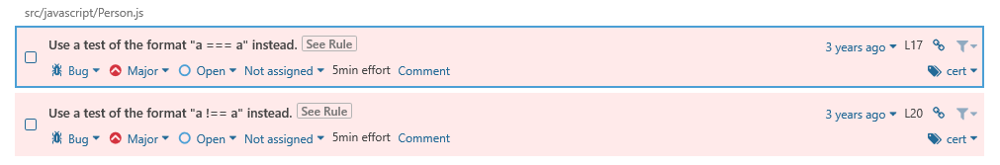 src/javascript/Person.js
Use a test of the format "a === a" instead. See Rule 3 years ago L17
Bug Major Open Not assigned 5min effort Comment cert
Use a test of the format "a !== a" instead. See Rule 3 years ago L20
Bug Major Open Not assigned 5min effort Comment cert